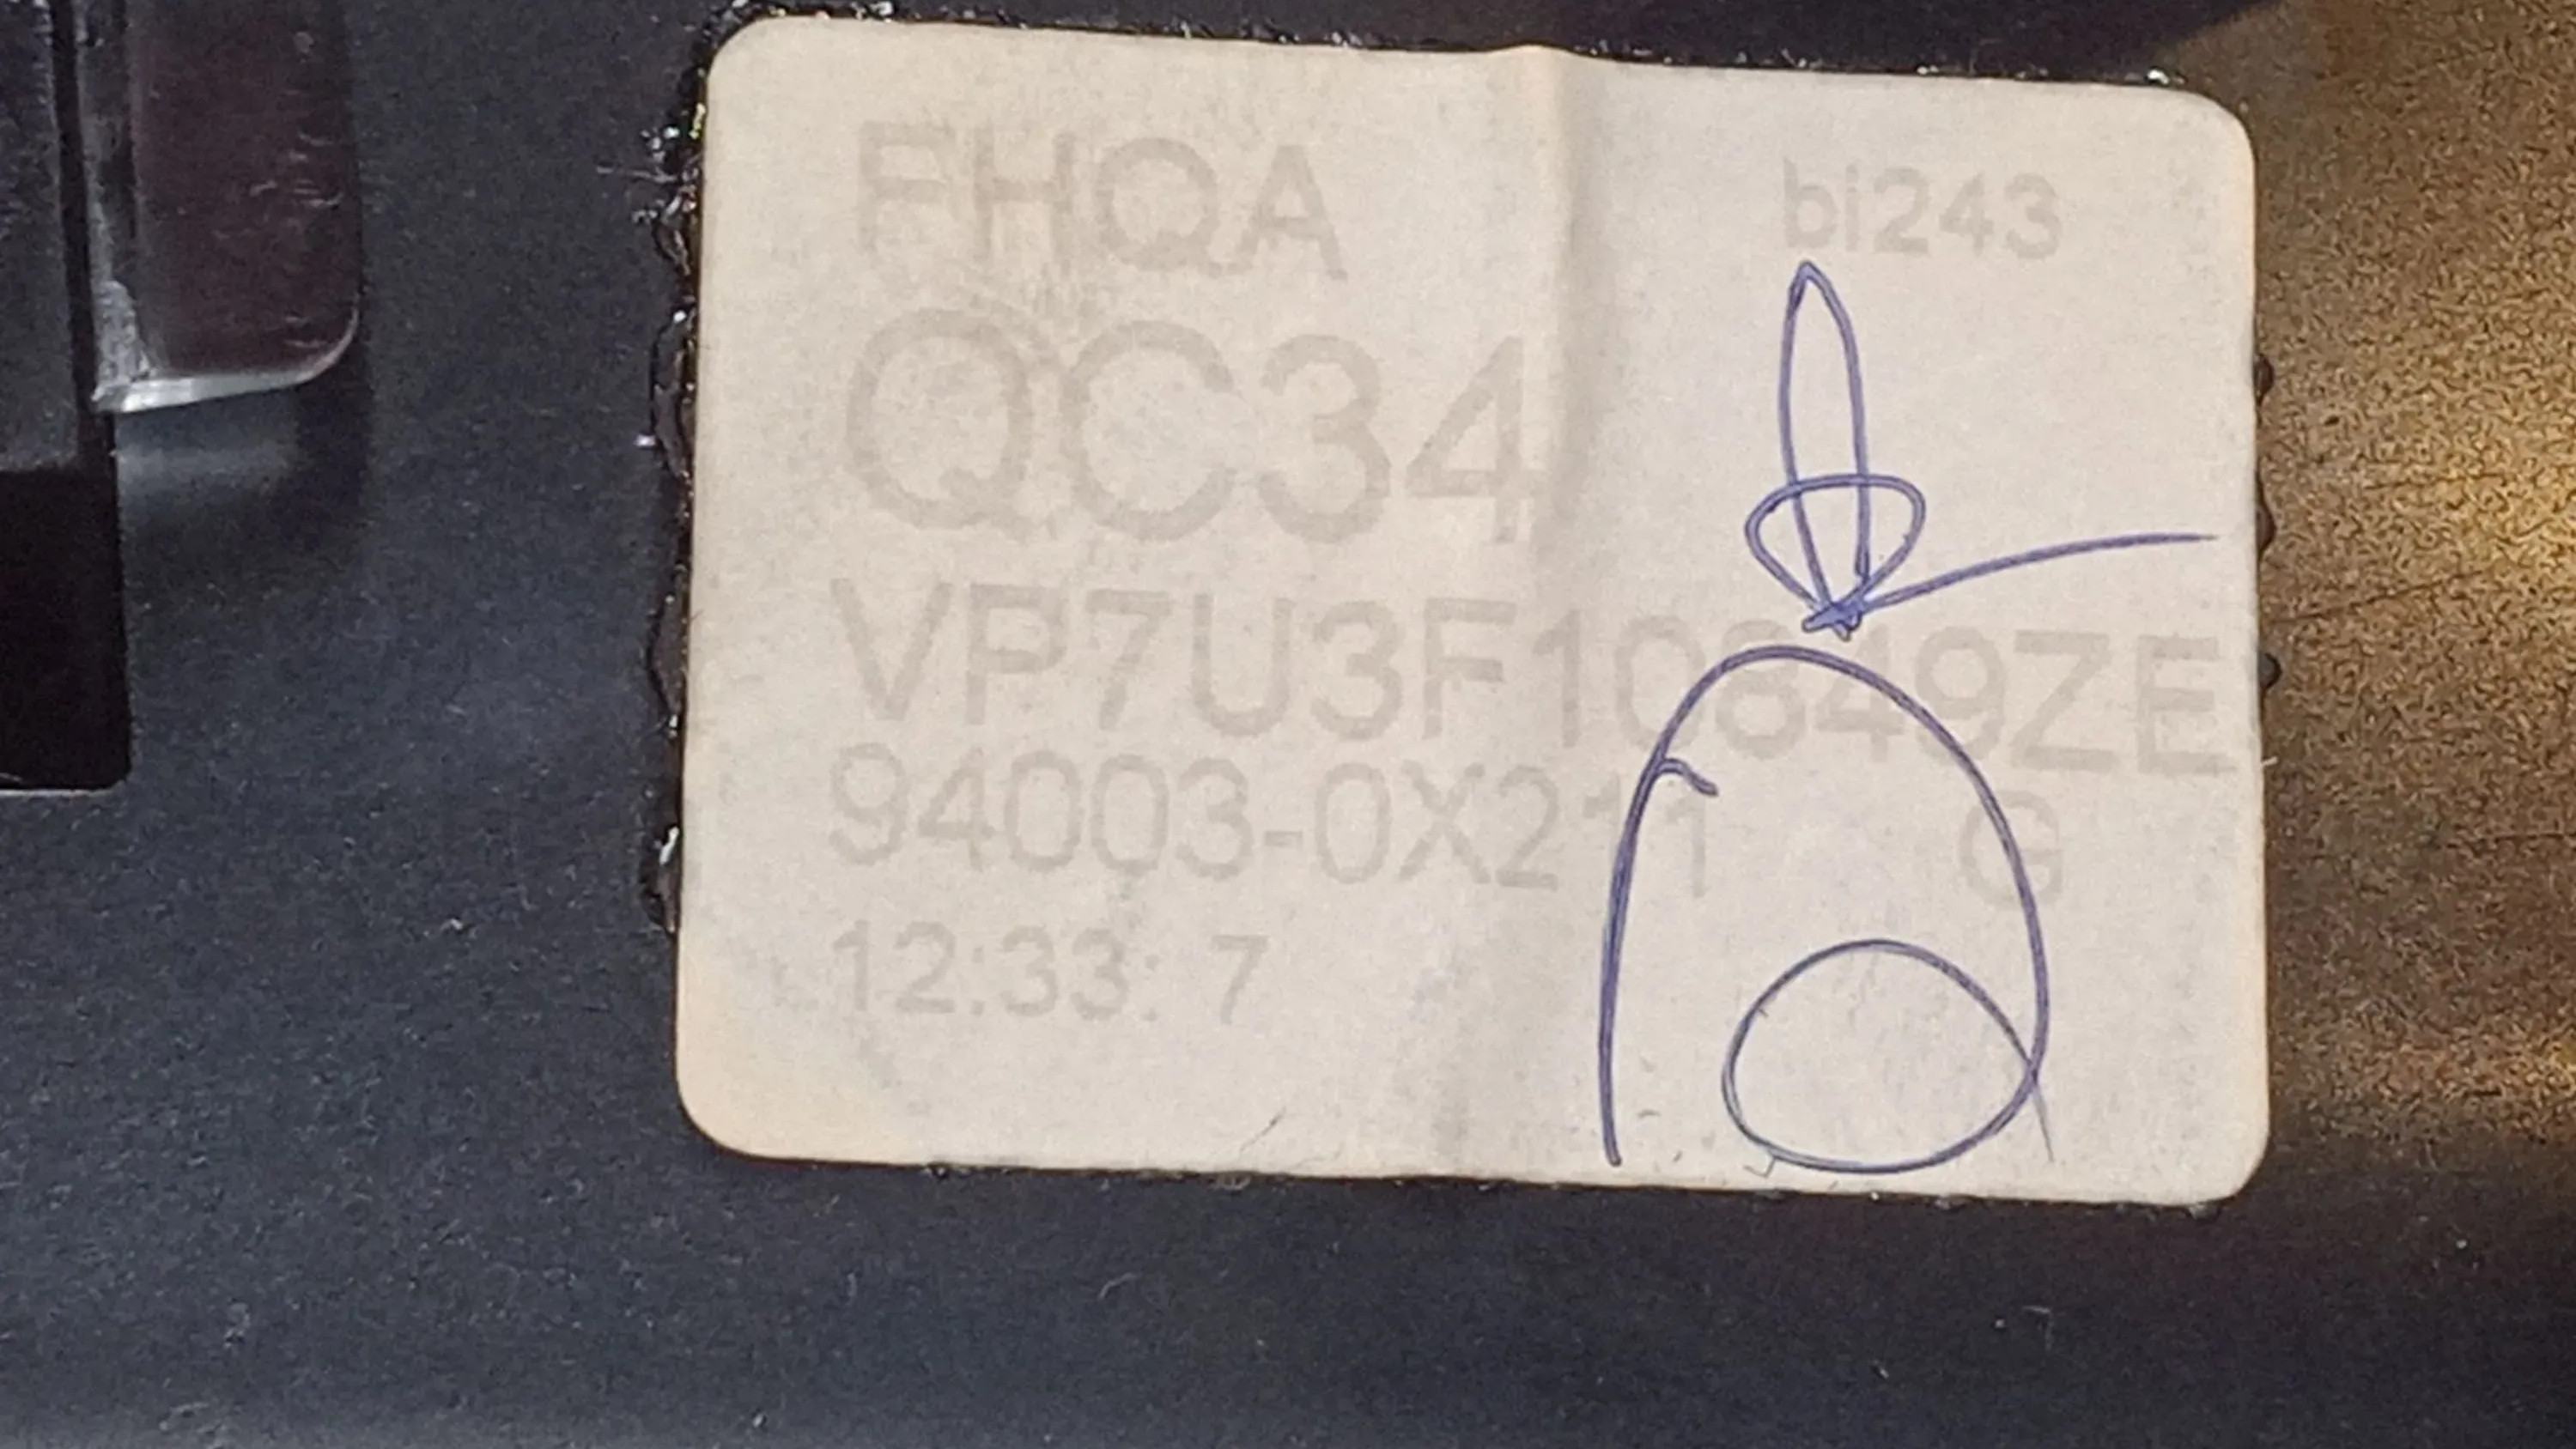 FHQA bi243
QC34
VP7U3F10849ZE
94003-0X211 G
12:33: 7